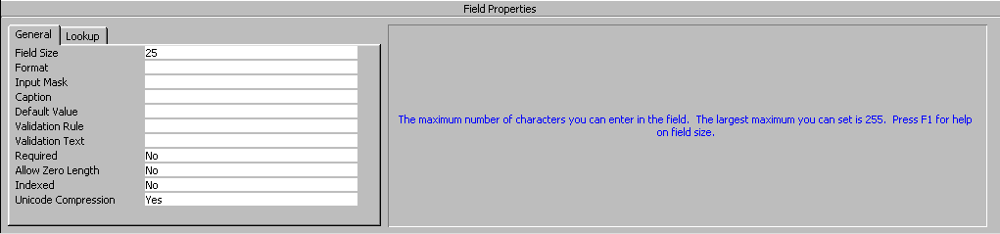 Field Properties
General Lookup
Field Size 25
Format
Input Mask
Caption
Default Value
Validation Rule
Validation Text
Required No
Allow Zero Length No
Indexed No
Unicode Compression Yes
The maximum number of characters you can enter in the field.  The largest maximum you can set is 255.  Press F1 for help
on field size.